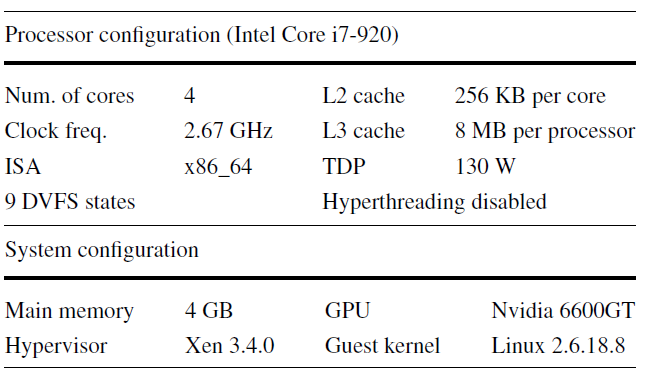 Processor configuration (Intel Core i7-920)
Num. of cores 4 L2 cache 256 KB per core
Clock freq. 2.67 GHz L3 cache 8 MB per processor
ISA x86_64 TDP 130 W
9 DVFS states Hyperthreading disabled
System configuration
Main memory 4 GB GPU Nvidia 6600GT
Hypervisor Xen 3.4.0 Guest kernel Linux 2.6.18.8